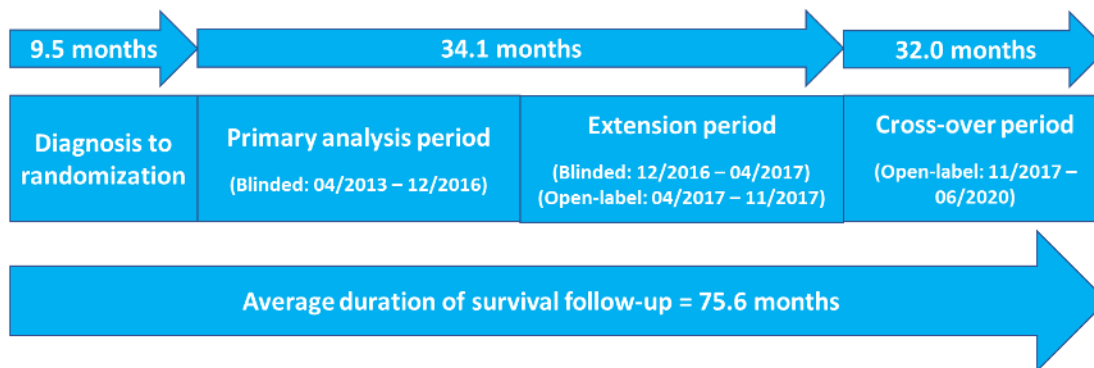 9.5 months
34.1 months
32.0 months
Diagnosis to
randomization
Primary analysis period
(Blinded: 04/2013 – 12/2016)
Extension period
(Blinded: 12/2016 – 04/2017)
(Open-label: 04/2017 – 11/2017)
Cross-over period
(Open-label: 11/2017 –
06/2020)
Average duration of survival follow-up = 75.6 months